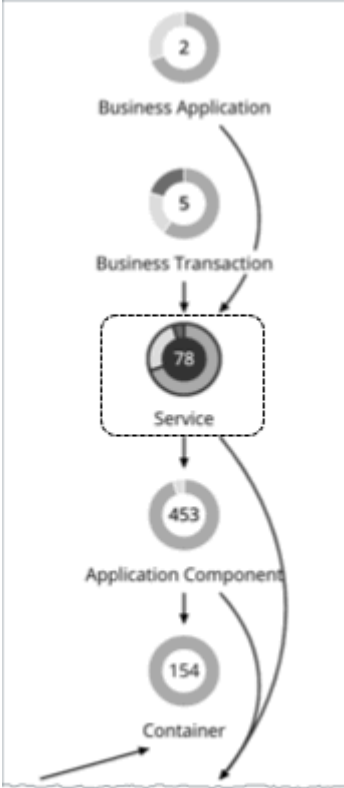 2
Business Application
5
Business Transaction
78
Service
453
Application Component
154
Container